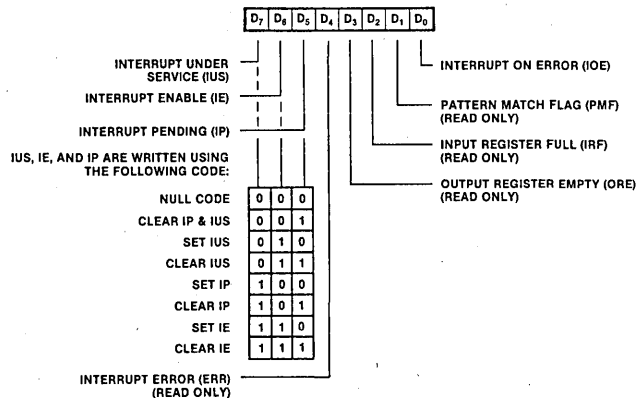 D7 D6 D5 D4 D3 D2 D1 D0
INTERRUPT UNDER
SERVICE (IUS)
INTERRUPT ENABLE (IE)
INTERRUPT PENDING (IP)
IUS, IE, AND IP ARE WRITTEN USING
THE FOLLOWING CODE:
NULL CODE 0 0 0
CLEAR IP & IUS 0 0 1
SET IUS 0 1 0
CLEAR IUS 0 1 1
SET IP 1 0 0
CLEAR IP 1 0 1
SET IE 1 1 0
CLEAR IE 1 1 1
INTERRUPT ERROR (ERR)
(READ ONLY)
INTERRUPT ON ERROR (IOE)
PATTERN MATCH FLAG (PMF)
(READ ONLY)
INPUT REGISTER FULL (IRF)
(READ ONLY)
OUTPUT REGISTER EMPTY (ORE)
(READ ONLY)